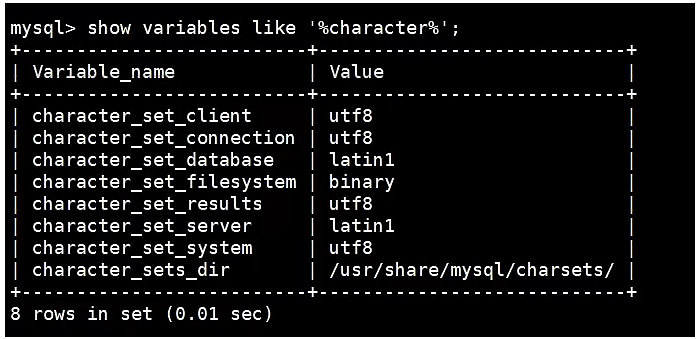 mysql> show variables like '%character%';
+--------------------------+----------------------------+
| Variable_name            | Value                      |
+--------------------------+----------------------------+
| character_set_client     | utf8                       |
| character_set_connection | utf8                       |
| character_set_database   | latin1                     |
| character_set_filesystem | binary                     |
| character_set_results    | utf8                       |
| character_set_server     | latin1                     |
| character_set_system     | utf8                       |
| character_sets_dir       | /usr/share/mysql/charsets/ |
+--------------------------+----------------------------+
8 rows in set (0.01 sec)